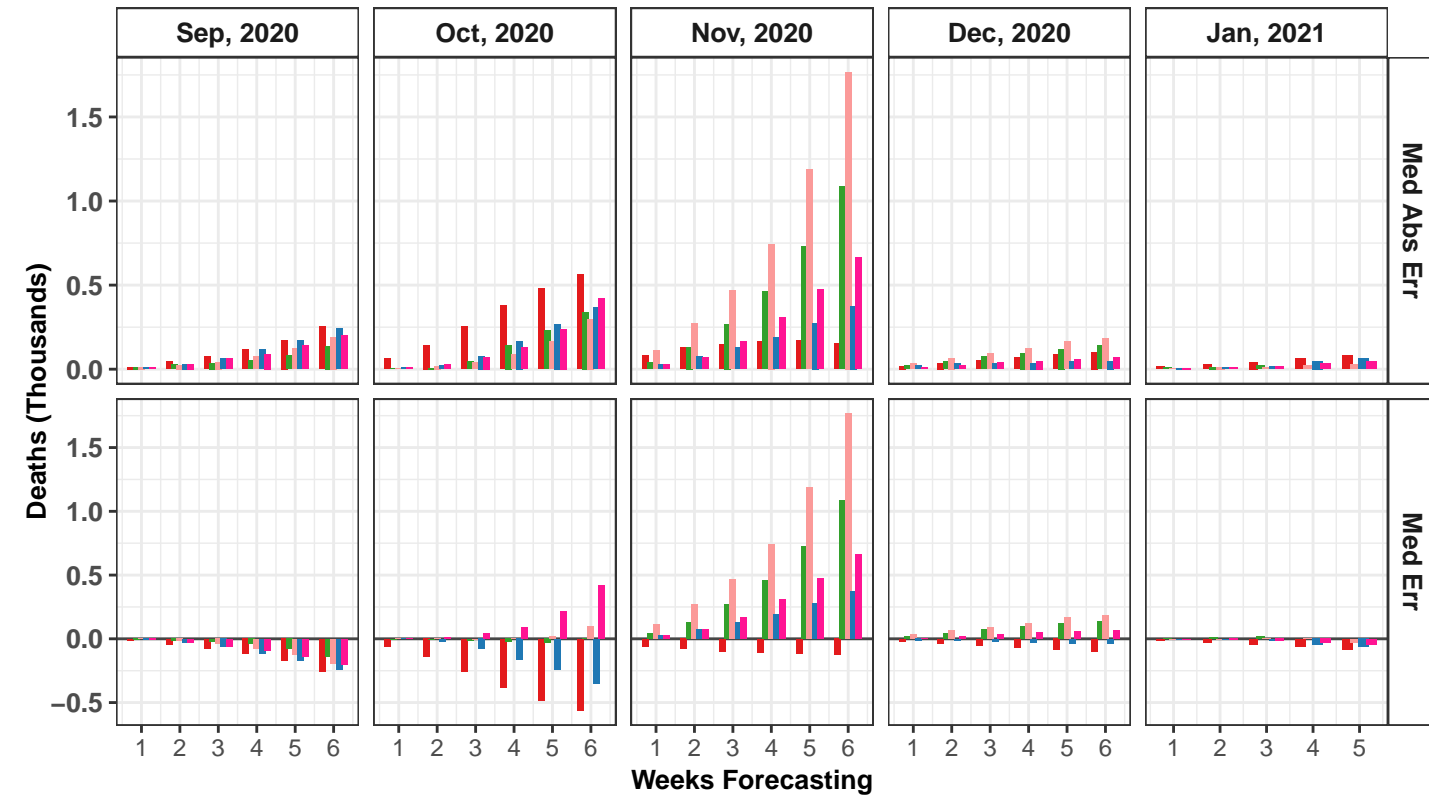 Sep, 2020
Oct, 2020
Nov, 2020
Dec, 2020
Jan, 2021
1.5
1.0
0.5
0.0
Med Abs Err
1.5
1.0
0.5
0.0
−0.5
Med Err
Deaths (Thousands)
1 2 3 4 5 6
1 2 3 4 5 6
1 2 3 4 5 6
1 2 3 4 5 6
1 2 3 4 5
Weeks Forecasting